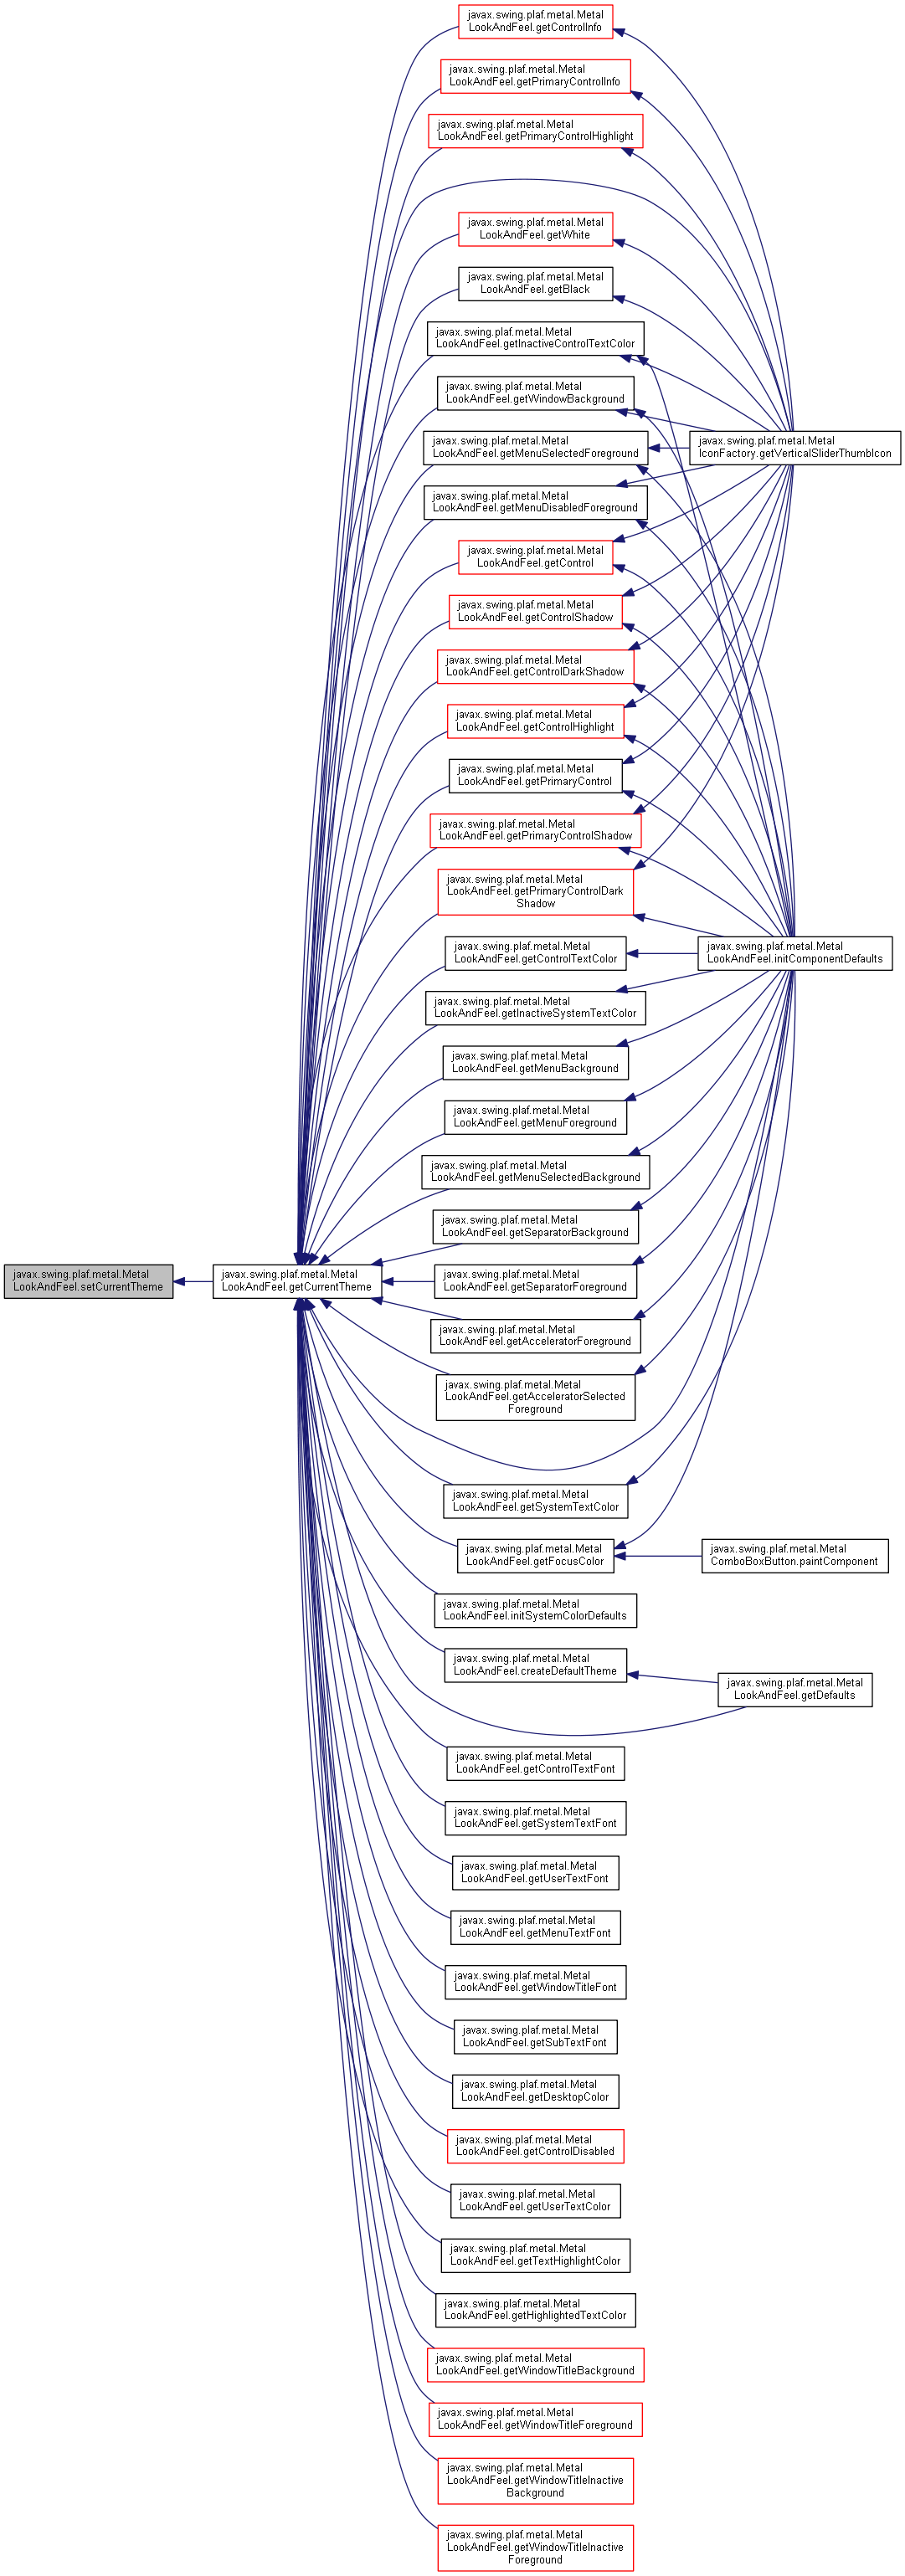 javax.swing.plaf.metal.Metal
LookAndFeel.getControlInfo
javax.swing.plaf.metal.Metal
LookAndFeel.getPrimaryControlInfo
javax.swing.plaf.metal.Metal
LookAndFeel.getPrimaryControlHighlight
javax.swing.plaf.metal.Metal
LookAndFeel.getWhite
javax.swing.plaf.metal.Metal
LookAndFeel.getBlack
javax.swing.plaf.metal.Metal
LookAndFeel.getInactiveControlTextColor
javax.swing.plaf.metal.Metal
LookAndFeel.getWindowBackground
javax.swing.plaf.metal.Metal
LookAndFeel.getMenuSelectedForeground
javax.swing.plaf.metal.Metal
IconFactory.getVerticalSliderThumbIcon
javax.swing.plaf.metal.Metal
LookAndFeel.getMenuDisabledForeground
javax.swing.plaf.metal.Metal
LookAndFeel.getControl
javax.swing.plaf.metal.Metal
LookAndFeel.getControlShadow
javax.swing.plaf.metal.Metal
LookAndFeel.getControlDarkShadow
javax.swing.plaf.metal.Metal
LookAndFeel.getControlHighlight
javax.swing.plaf.metal.Metal
LookAndFeel.getPrimaryControl
javax.swing.plaf.metal.Metal
LookAndFeel.getPrimaryControlShadow
javax.swing.plaf.metal.Metal
LookAndFeel.getPrimaryControlDark
Shadow
javax.swing.plaf.metal.Metal
LookAndFeel.getControlTextColor
javax.swing.plaf.metal.Metal
LookAndFeel.initComponentDefaults
javax.swing.plaf.metal.Metal
LookAndFeel.getInactiveSystemTextColor
javax.swing.plaf.metal.Metal
LookAndFeel.getMenuBackground
javax.swing.plaf.metal.Metal
LookAndFeel.getMenuForeground
javax.swing.plaf.metal.Metal
LookAndFeel.getMenuSelectedBackground
javax.swing.plaf.metal.Metal
LookAndFeel.getSeparatorBackground
javax.swing.plaf.metal.Metal
LookAndFeel.setCurrentTheme
javax.swing.plaf.metal.Metal
LookAndFeel.getCurrentTheme
javax.swing.plaf.metal.Metal
LookAndFeel.getSeparatorForeground
javax.swing.plaf.metal.Metal
LookAndFeel.getAcceleratorForeground
javax.swing.plaf.metal.Metal
LookAndFeel.getAcceleratorSelected
Foreground
javax.swing.plaf.metal.Metal
LookAndFeel.getSystemTextColor
javax.swing.plaf.metal.Metal
LookAndFeel.getFocusColor
javax.swing.plaf.metal.Metal
ComboBoxButton.paintComponent
javax.swing.plaf.metal.Metal
LookAndFeel.initSystemColorDefaults
javax.swing.plaf.metal.Metal
LookAndFeel.createDefaultTheme
javax.swing.plaf.metal.Metal
LookAndFeel.getDefaults
javax.swing.plaf.metal.Metal
LookAndFeel.getControlTextFont
javax.swing.plaf.metal.Metal
LookAndFeel.getSystemTextFont
javax.swing.plaf.metal.Metal
LookAndFeel.getUserTextFont
javax.swing.plaf.metal.Metal
LookAndFeel.getMenuTextFont
javax.swing.plaf.metal.Metal
LookAndFeel.getWindowTitleFont
javax.swing.plaf.metal.Metal
LookAndFeel.getSubTextFont
javax.swing.plaf.metal.Metal
LookAndFeel.getDesktopColor
javax.swing.plaf.metal.Metal
LookAndFeel.getControlDisabled
javax.swing.plaf.metal.Metal
LookAndFeel.getUserTextColor
javax.swing.plaf.metal.Metal
LookAndFeel.getTextHighlightColor
javax.swing.plaf.metal.Metal
LookAndFeel.getHighlightedTextColor
javax.swing.plaf.metal.Metal
LookAndFeel.getWindowTitleBackground
javax.swing.plaf.metal.Metal
LookAndFeel.getWindowTitleForeground
javax.swing.plaf.metal.Metal
LookAndFeel.getWindowTitleInactive
Background
javax.swing.plaf.metal.Metal
LookAndFeel.getWindowTitleInactive
Foreground